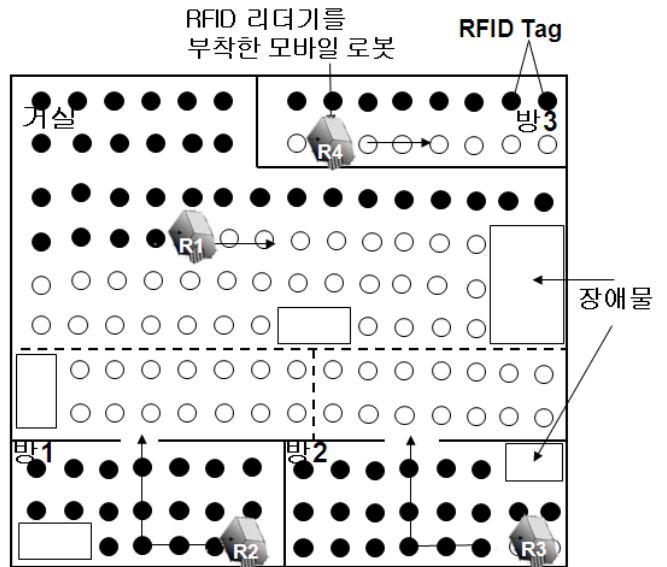 RFID 리더기를
부착한 모바일 로봇
RFID Tag
거실
방3
R4
R1
장애물
방1
방2
R2
R3